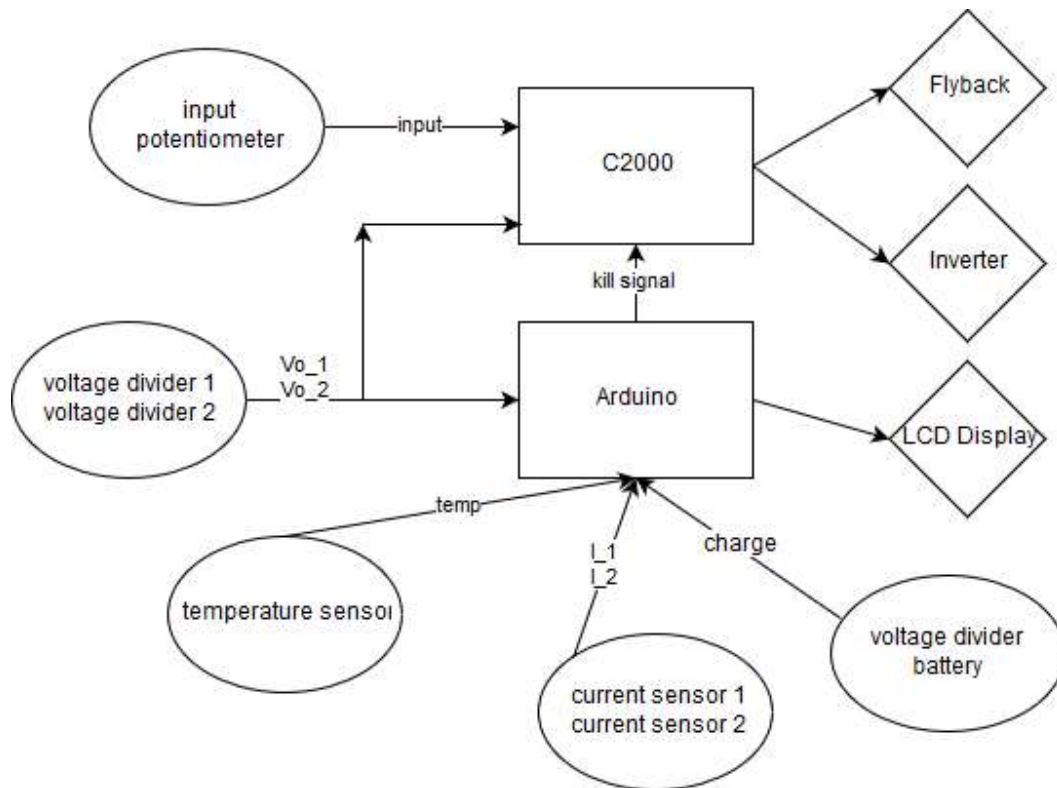 input
potentiometer
input
C2000
Flyback
Inverter
kill signal
voltage divider 1
voltage divider 2
Vo_1
Vo_2
Arduino
LCD Display
temp
temperature sensor
I_1
I_2
current sensor 1
current sensor 2
charge
voltage divider
battery